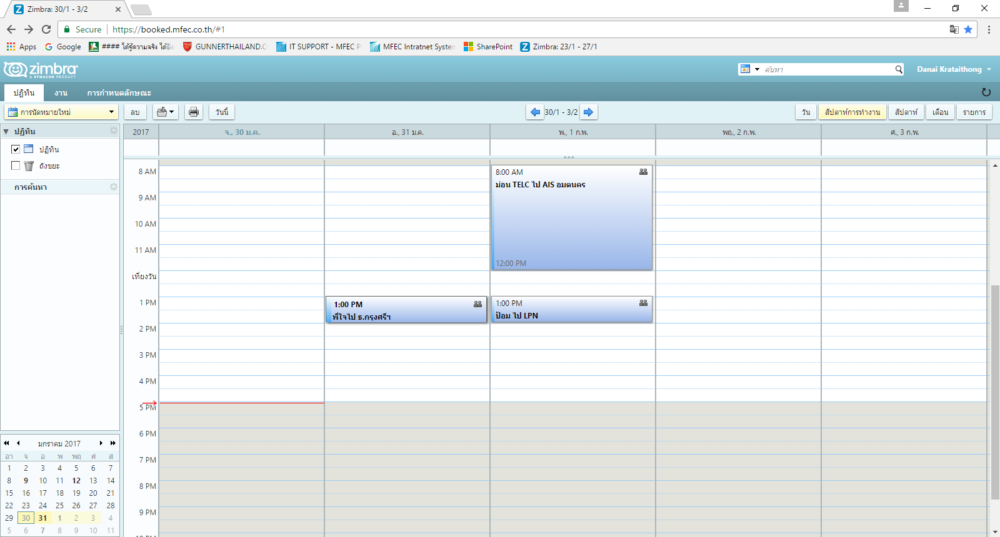 Zimbra: 30/1 - 3/2
Secure https://booked.mfec.co.th/#1
Apps Google #### ได้รู้ความจริง ได้ยิ่ง GUNNERTHAILAND.C IT SUPPORT - MFEC P MFEC Intratnet System SharePoint Zimbra: 23/1 - 27/1
zimbra
A SYNACOR PRODUCT
ค้นหา Danai Krataithong
ปฏิทิน งาน การกำหนดลักษณะ
การนัดหมายใหม่ ลบ วันนี้ 30/1 - 3/2 วัน สัปดาห์การทำงาน สัปดาห์ เดือน รายการ
ปฏิทิน
ปฏิทิน
ถังขยะ
การค้นหา
2017 จ., 30 ม.ค. อ., 31 ม.ค. พ., 1 ก.พ. พฤ., 2 ก.พ. ศ., 3 ก.พ.
8 AM
9 AM
10 AM
11 AM
เที่ยงวัน
1 PM
2 PM
3 PM
4 PM
5 PM
6 PM
7 PM
8 PM
9 PM
10 PM
8:00 AM
ม่อน TELC ไป AIS อมตนคร
12:00 PM
1:00 PM
พี่ใจไป ธ.กรุงศรีฯ
1:00 PM
ป้อม ไป LPN
มกราคม 2017
อา จ อ พ พฤ ศ ส
1 2 3 4 5 6 7
8 9 10 11 12 13 14
15 16 17 18 19 20 21
22 23 24 25 26 27 28
29 30 31 1 2 3 4
5 6 7 8 9 10 11